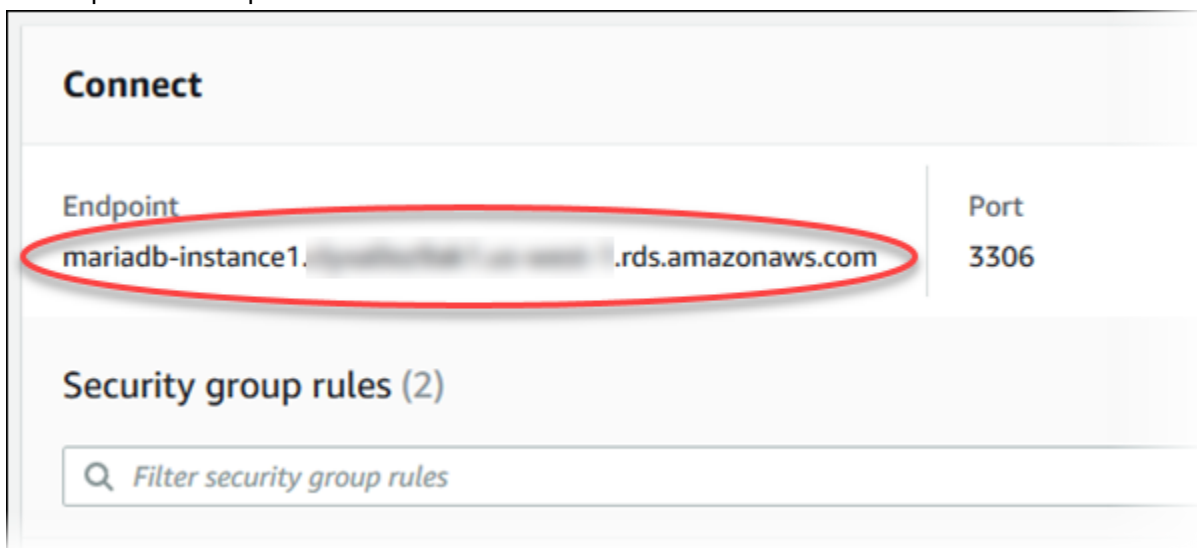 Connect
Endpoint
Port
mariadb-instance1. .rds.amazonaws.com
3306
Security group rules (2)
Filter security group rules